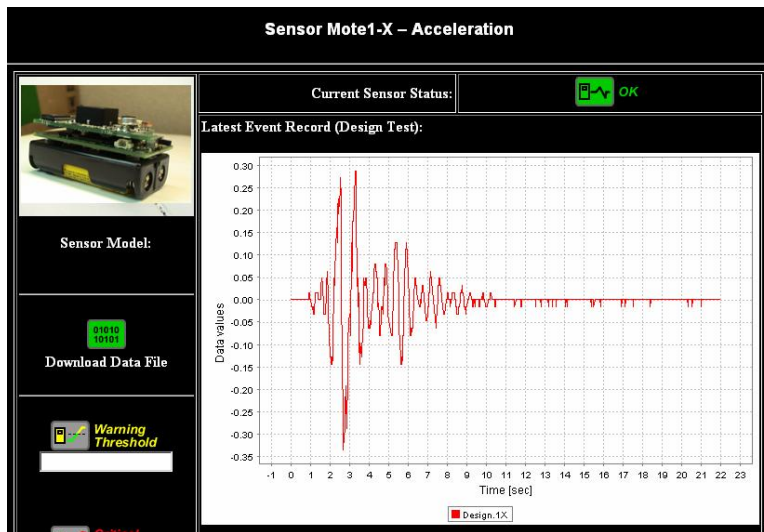 Sensor Mote1-X – Acceleration
Current Sensor Status:
OK
Latest Event Record (Design Test):
Sensor Model:
01010
10101
Download Data File
Warning
Threshold
0.30
0.25
0.20
0.15
0.10
0.05
0.00
-0.05
-0.10
-0.15
-0.20
-0.25
-0.30
-0.35
Data values
-1 0 1 2 3 4 5 6 7 8 9 10 11 12 13 14 15 16 17 18 19 20 21 22 23
Time [sec]
Design.1X